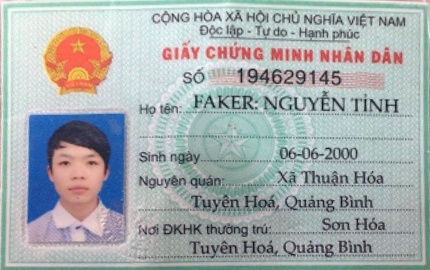 CỘNG HÒA XÃ HỘI CHỦ NGHĨA VIỆT NAM
Độc lập - Tự do - Hạnh phúc
GIẤY CHỨNG MINH NHÂN DÂN
SỐ 194629145
Họ tên: FAKER: NGUYỄN TỈNH
Sinh ngày 06-06-2000
Nguyên quán: Xã Thuận Hóa
Tuyên Hoá, Quảng Bình
Nơi ĐKHK thường trú: Sơn Hóa
Tuyên Hoá, Quảng Bình